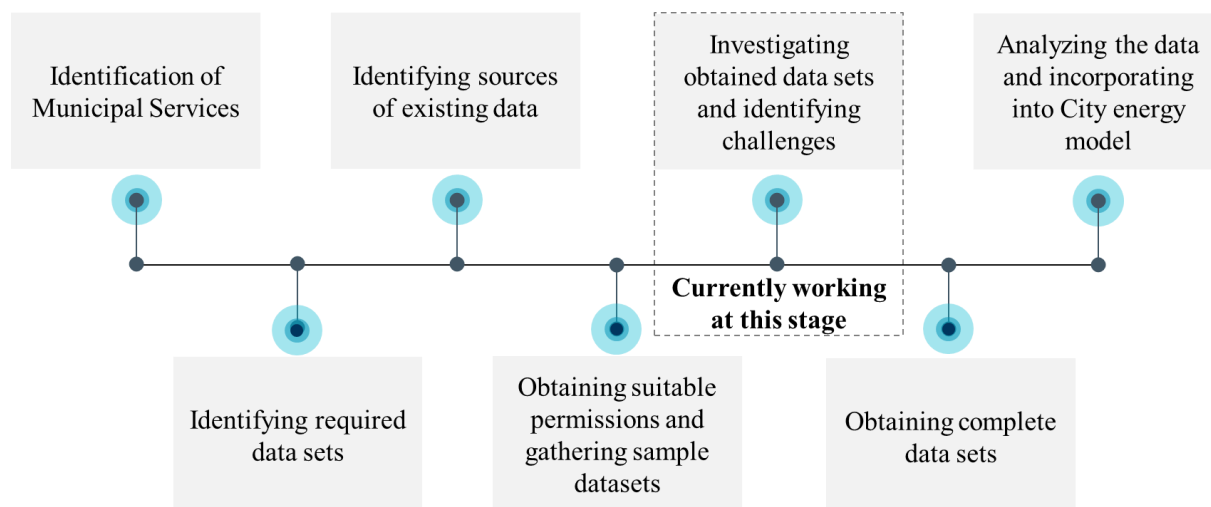 Identification of
Municipal Services
Identifying sources
of existing data
Investigating
obtained data sets
and identifying
challenges
Analyzing the data
and incorporating
into City energy
model
Currently working
at this stage
Identifying required
data sets
Obtaining suitable
permissions and
gathering sample
datasets
Obtaining complete
data sets